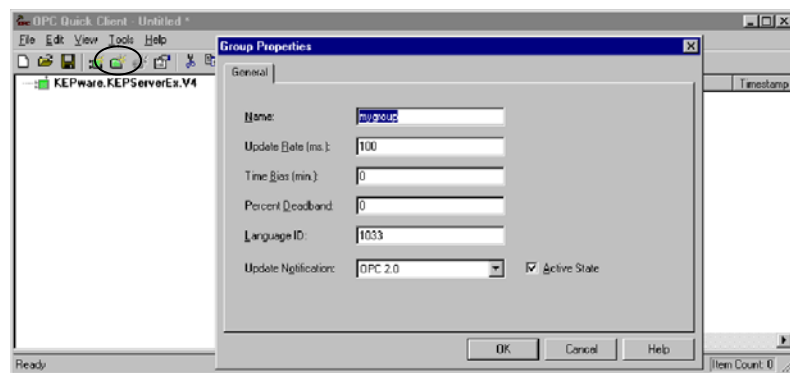 OPC Quick Client - Untitled *
File Edit View Tools Help
KEPware.KEPServerEx.V4
Timestamp
Group Properties
General
Name: mygroup
Update Rate (ms.): 100
Time Bias (min.): 0
Percent Deadband: 0
Language ID: 1033
Update Notification: OPC 2.0
Active State
OK Cancel Help
Ready
Item Count: 0